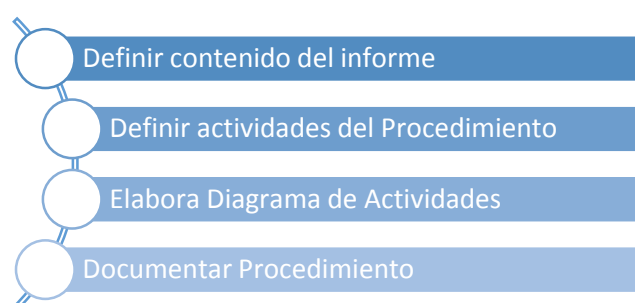 Definir contenido del informe
Definir actividades del Procedimiento
Elabora Diagrama de Actividades
Documentar Procedimiento